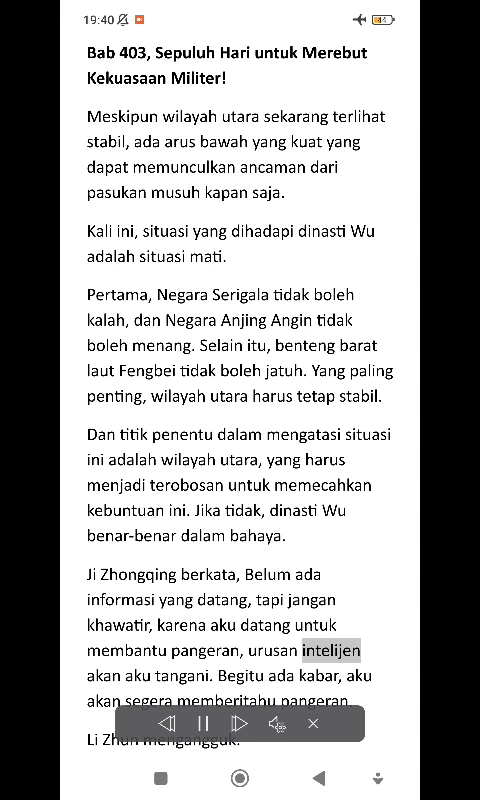 19:40
44
Bab 403, Sepuluh Hari untuk Merebut
Kekuasaan Militer!
Meskipun wilayah utara sekarang terlihat
stabil, ada arus bawah yang kuat yang
dapat memunculkan ancaman dari
pasukan musuh kapan saja.
Kali ini, situasi yang dihadapi dinasti Wu
adalah situasi mati.
Pertama, Negara Serigala tidak boleh
kalah, dan Negara Anjing Angin tidak
boleh menang. Selain itu, benteng barat
laut Fengbei tidak boleh jatuh. Yang paling
penting, wilayah utara harus tetap stabil.
Dan titik penentu dalam mengatasi situasi
ini adalah wilayah utara, yang harus
menjadi terobosan untuk memecahkan
kebuntuan ini. Jika tidak, dinasti Wu
benar-benar dalam bahaya.
Ji Zhongqing berkata, Belum ada
informasi yang datang, tapi jangan
khawatir, karena aku datang untuk
membantu pangeran, urusan intelijen
akan aku tangani. Begitu ada kabar, aku
akan segera memberitahu pangeran.
Li Zhun mengangguk.